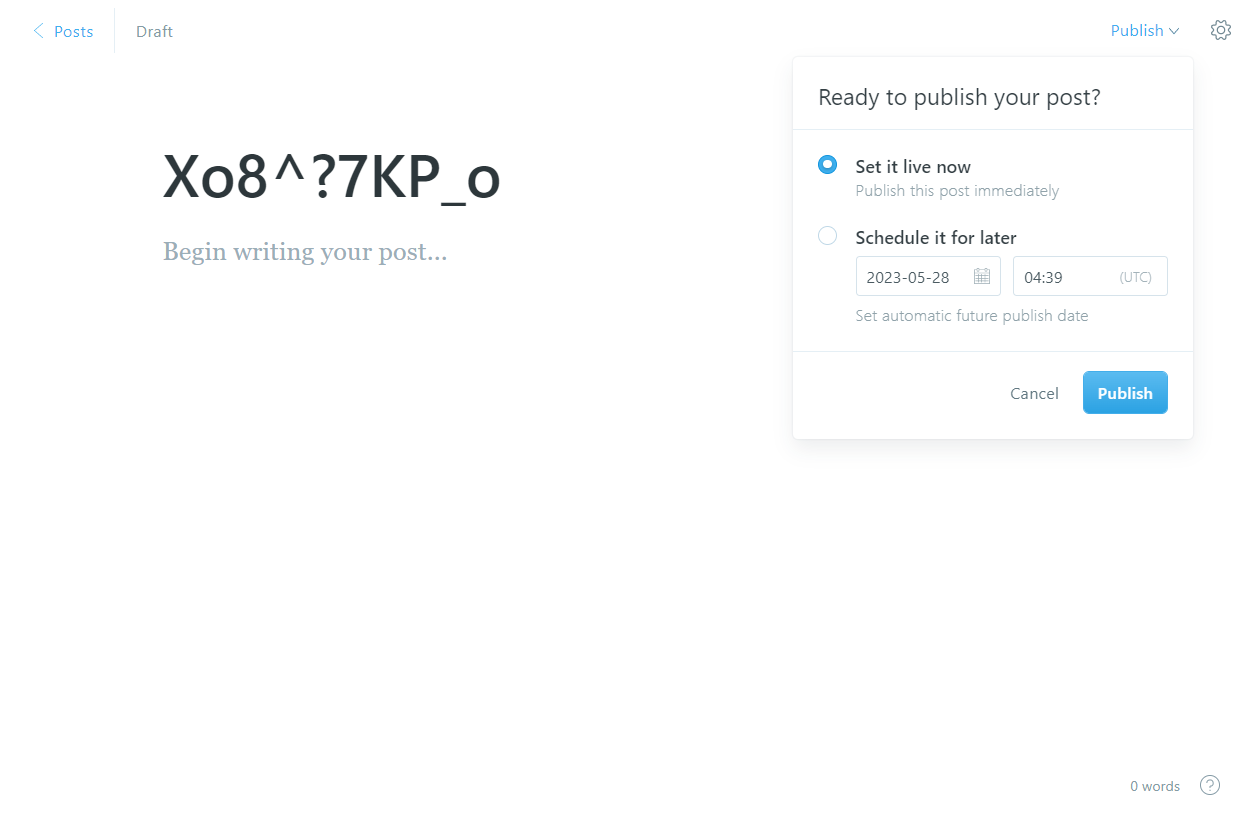 Posts
Draft
Publish
Ready to publish your post?
Xo8^?7KP_o
Set it live now
Publish this post immediately
Begin writing your post...
Schedule it for later
2023-05-28
04:39 (UTC)
Set automatic future publish date
Cancel
Publish
0 words
?